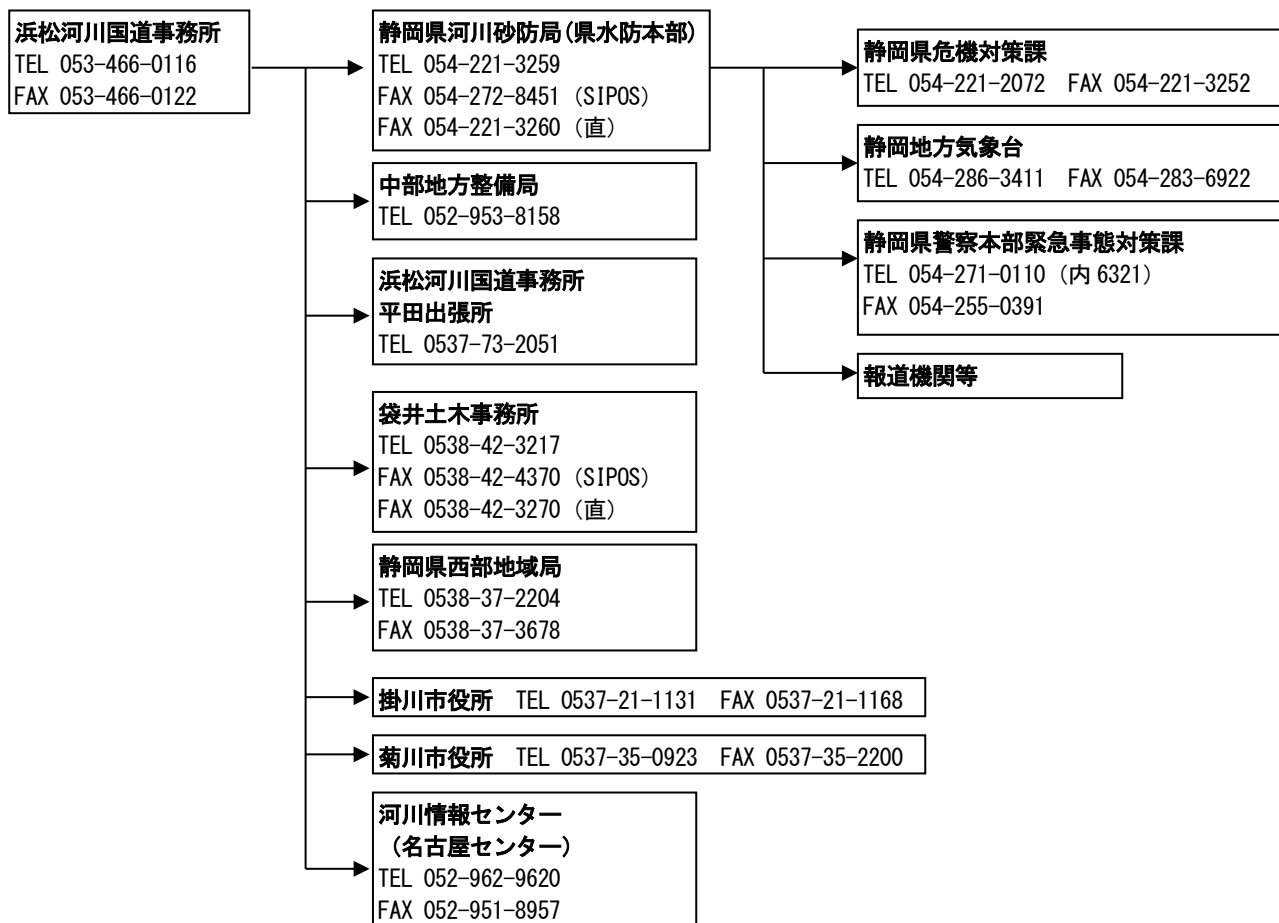 浜松河川国道事務所
TEL 053-466-0116
FAX 053-466-0122
静岡県河川砂防局(県水防本部)
TEL 054-221-3259
FAX 054-272-8451 (SIPOS)
FAX 054-221-3260 (直)
中部地方整備局
TEL 052-953-8158
浜松河川国道事務所
平田出張所
TEL 0537-73-2051
袋井土木事務所
TEL 0538-42-3217
FAX 0538-42-4370 (SIPOS)
FAX 0538-42-3270 (直)
静岡県西部地域局
TEL 0538-37-2204
FAX 0538-37-3678
掛川市役所 TEL 0537-21-1131 FAX 0537-21-1168
菊川市役所 TEL 0537-35-0923 FAX 0537-35-2200
河川情報センター
(名古屋センター)
TEL 052-962-9620
FAX 052-951-8957
静岡県危機対策課
TEL 054-221-2072 FAX 054-221-3252
静岡地方気象台
TEL 054-286-3411 FAX 054-283-6922
静岡県警察本部緊急事態対策課
TEL 054-271-0110 (内 6321)
FAX 054-255-0391
報道機関等